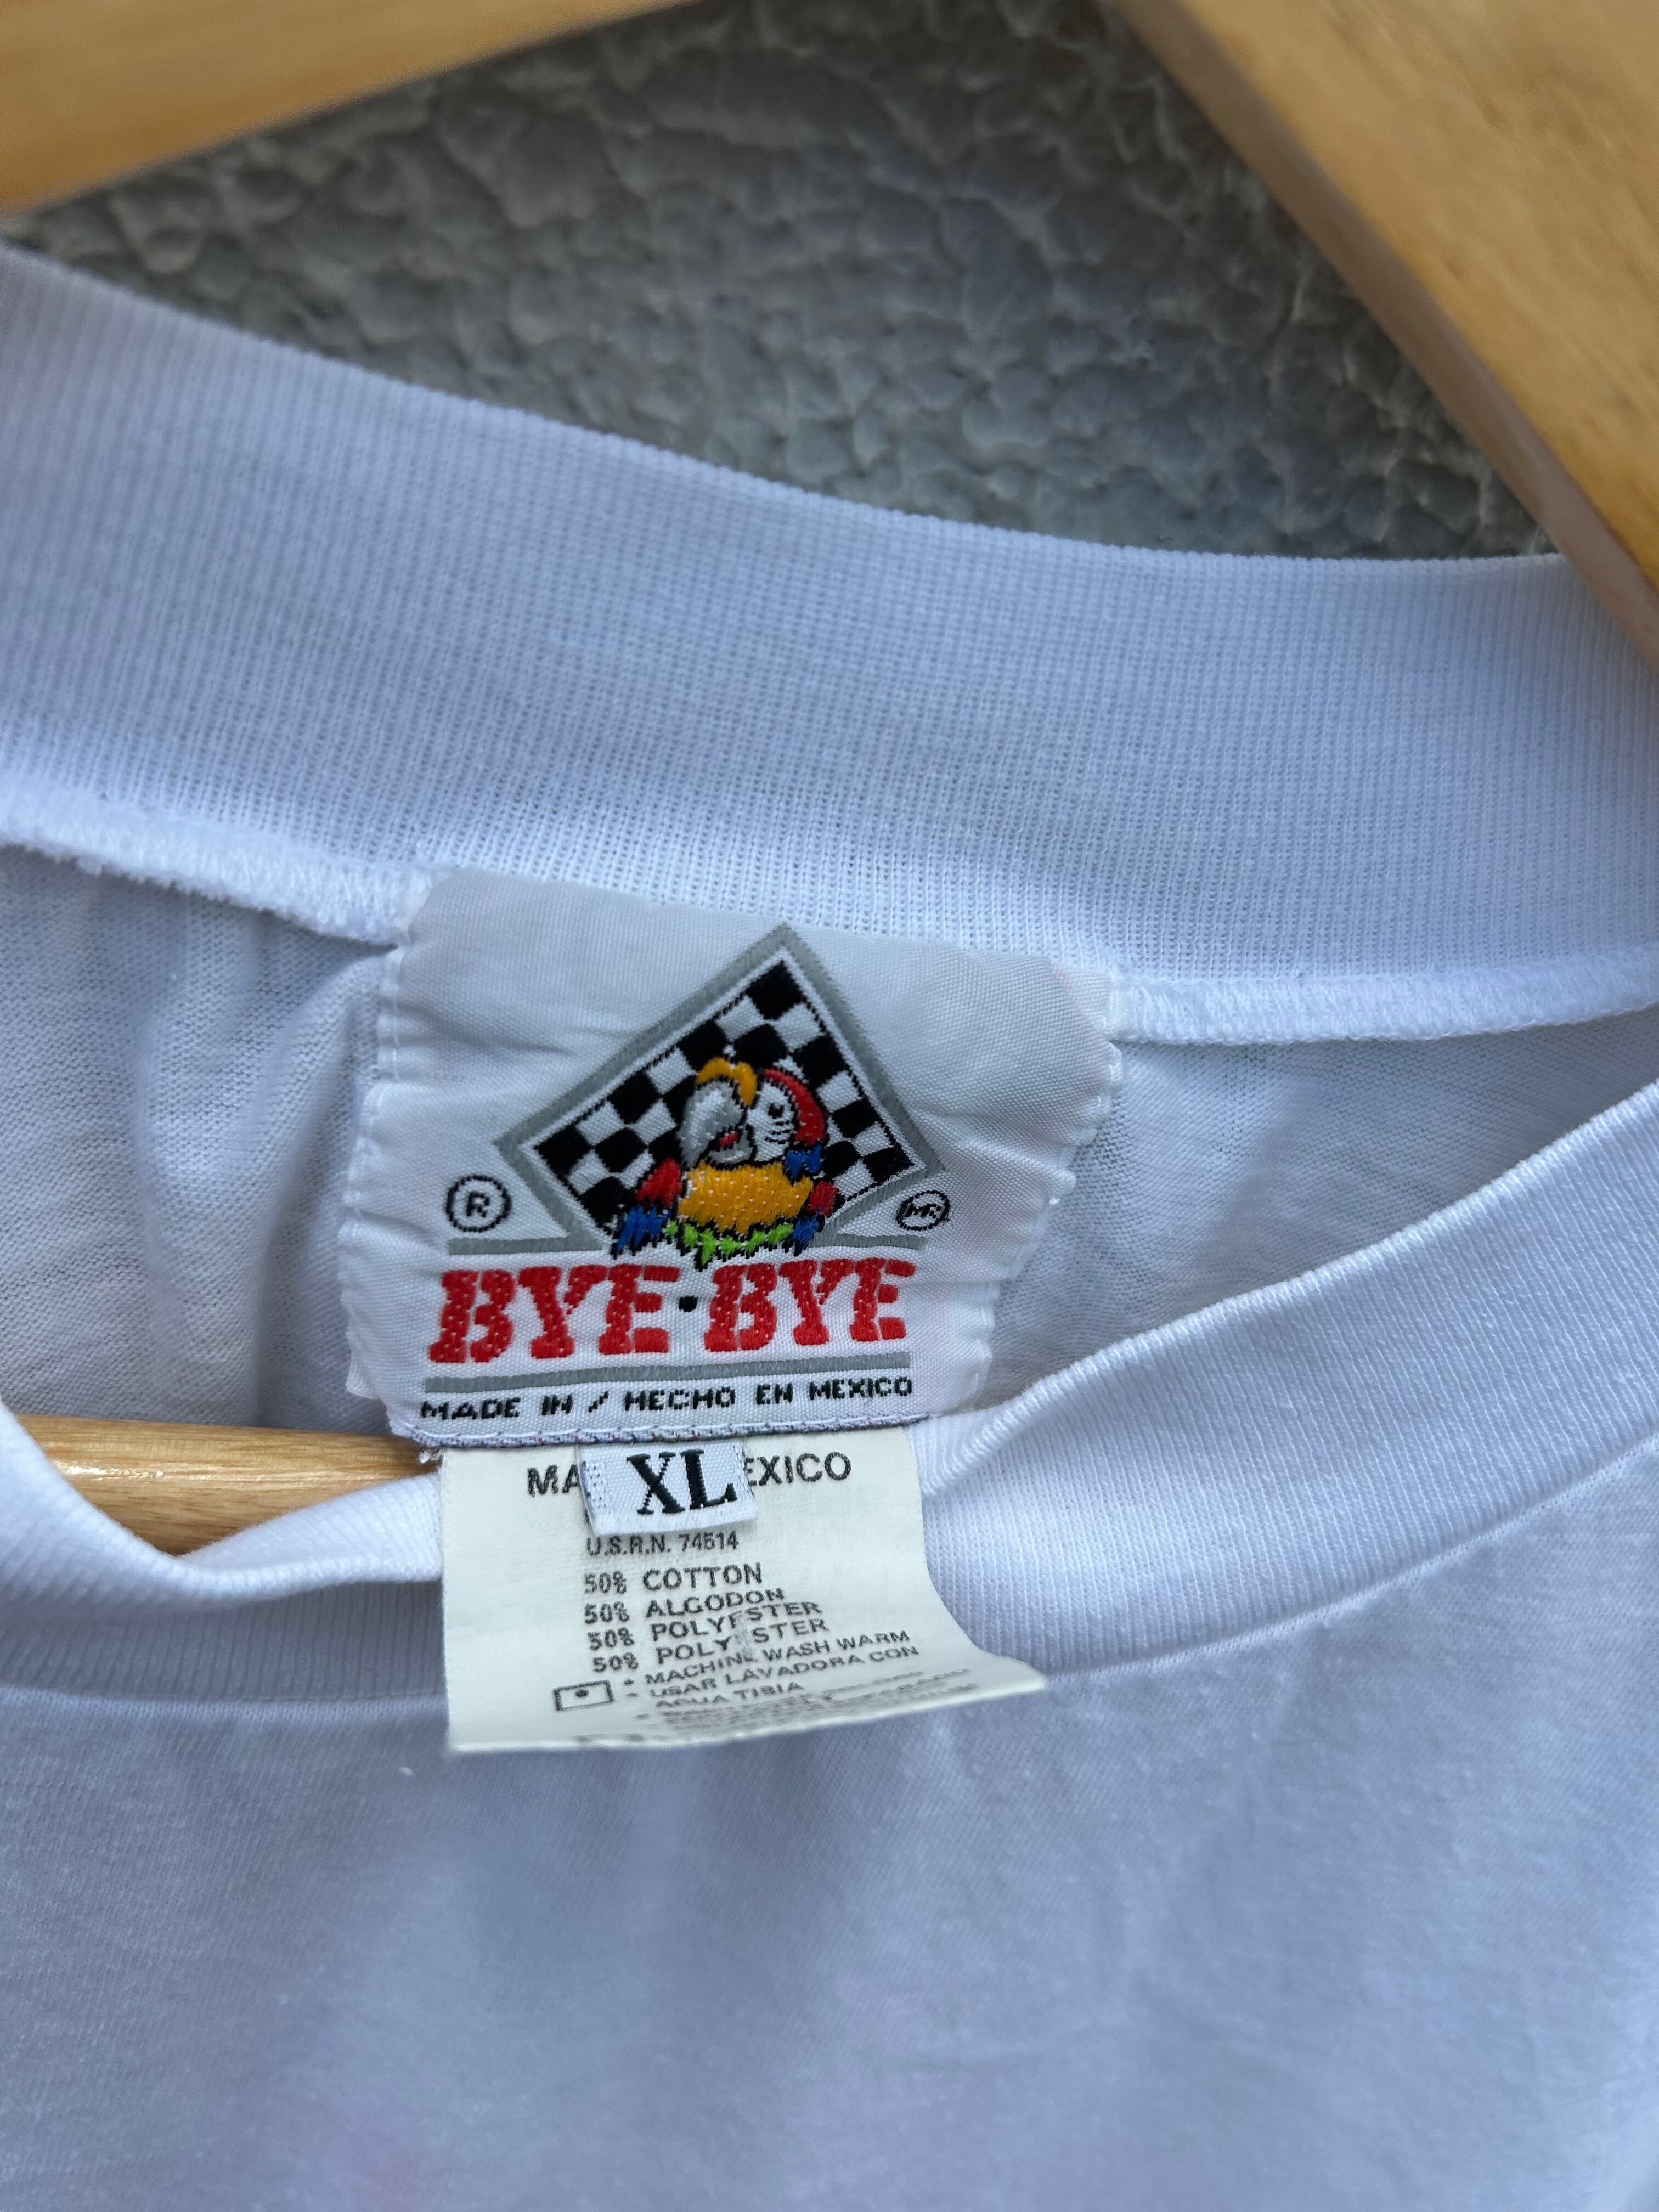 ®
MR
BYE·BYE
MADE IN / HECHO EN MEXICO
XL
MA EXICO
U.S.R.N. 74514
50% COTTON
50% ALGODON
50% POLYESTER
50% POLYESTER
* MACHINE WASH WARM
- USAR LAVADORA CON
AGUA TIBIA